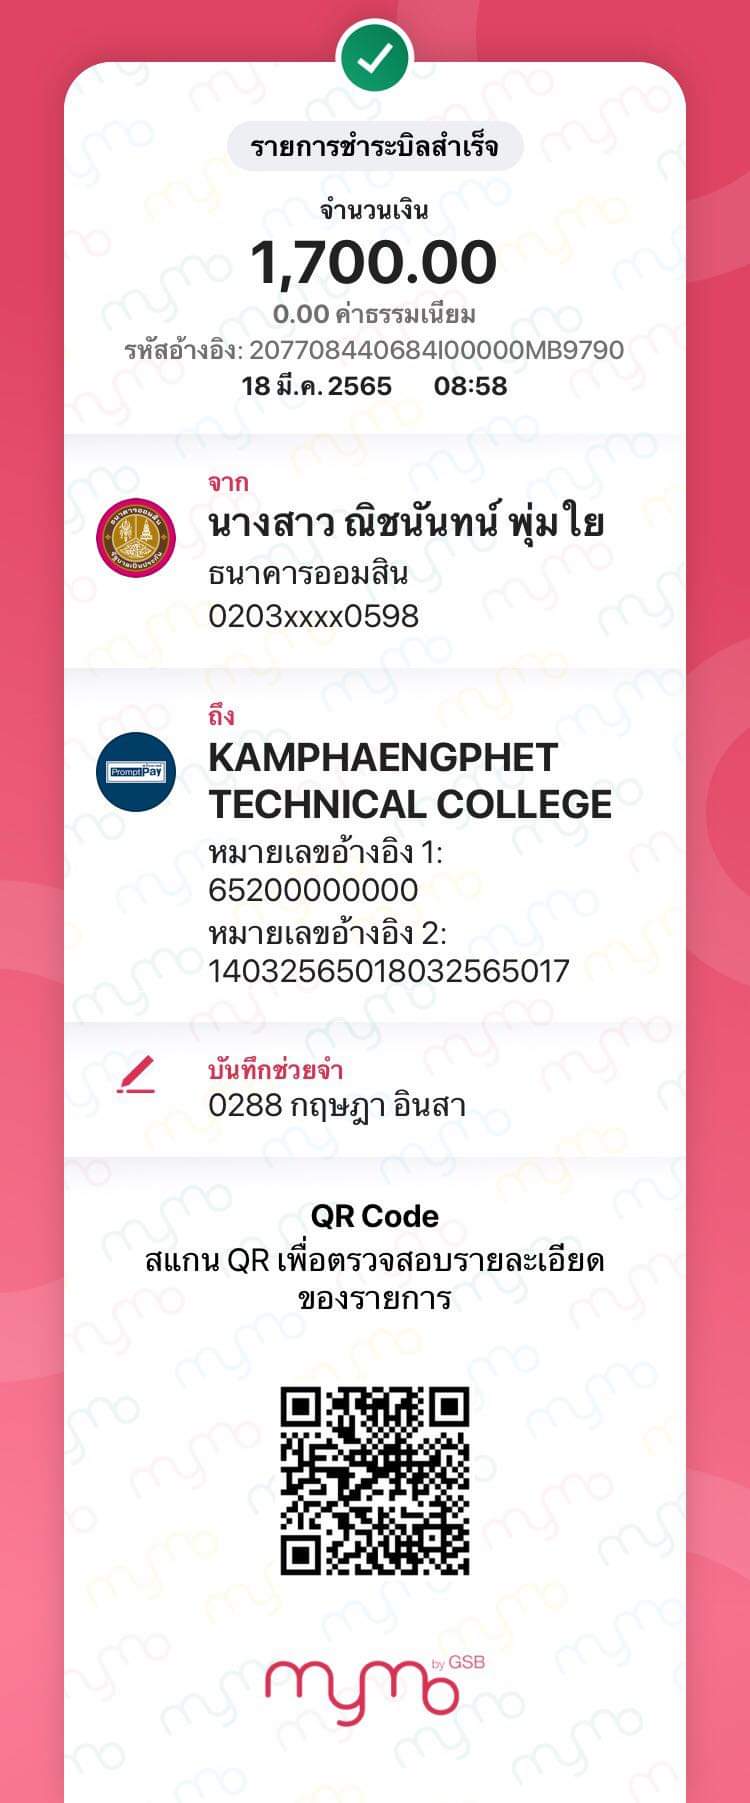 รายการชำระบิลสำเร็จ
จำนวนเงิน
1,700.00
0.00 ค่าธรรมเนียม
รหัสอ้างอิง: 207708440684I00000MB9790
18 มี.ค. 2565 08:58
จาก
นางสาว ณิชนันทน์ พุ่มใย
ธนาคารออมสิน
0203xxxx0598
ถึง
PromptPay
KAMPHAENGPHET
TECHNICAL COLLEGE
หมายเลขอ้างอิง 1:
65200000000
หมายเลขอ้างอิง 2:
14032565018032565017
บันทึกช่วยจำ
0288 กฤษฎา อินสา
QR Code
สแกน QR เพื่อตรวจสอบรายละเอียด
ของรายการ
mymo by GSB